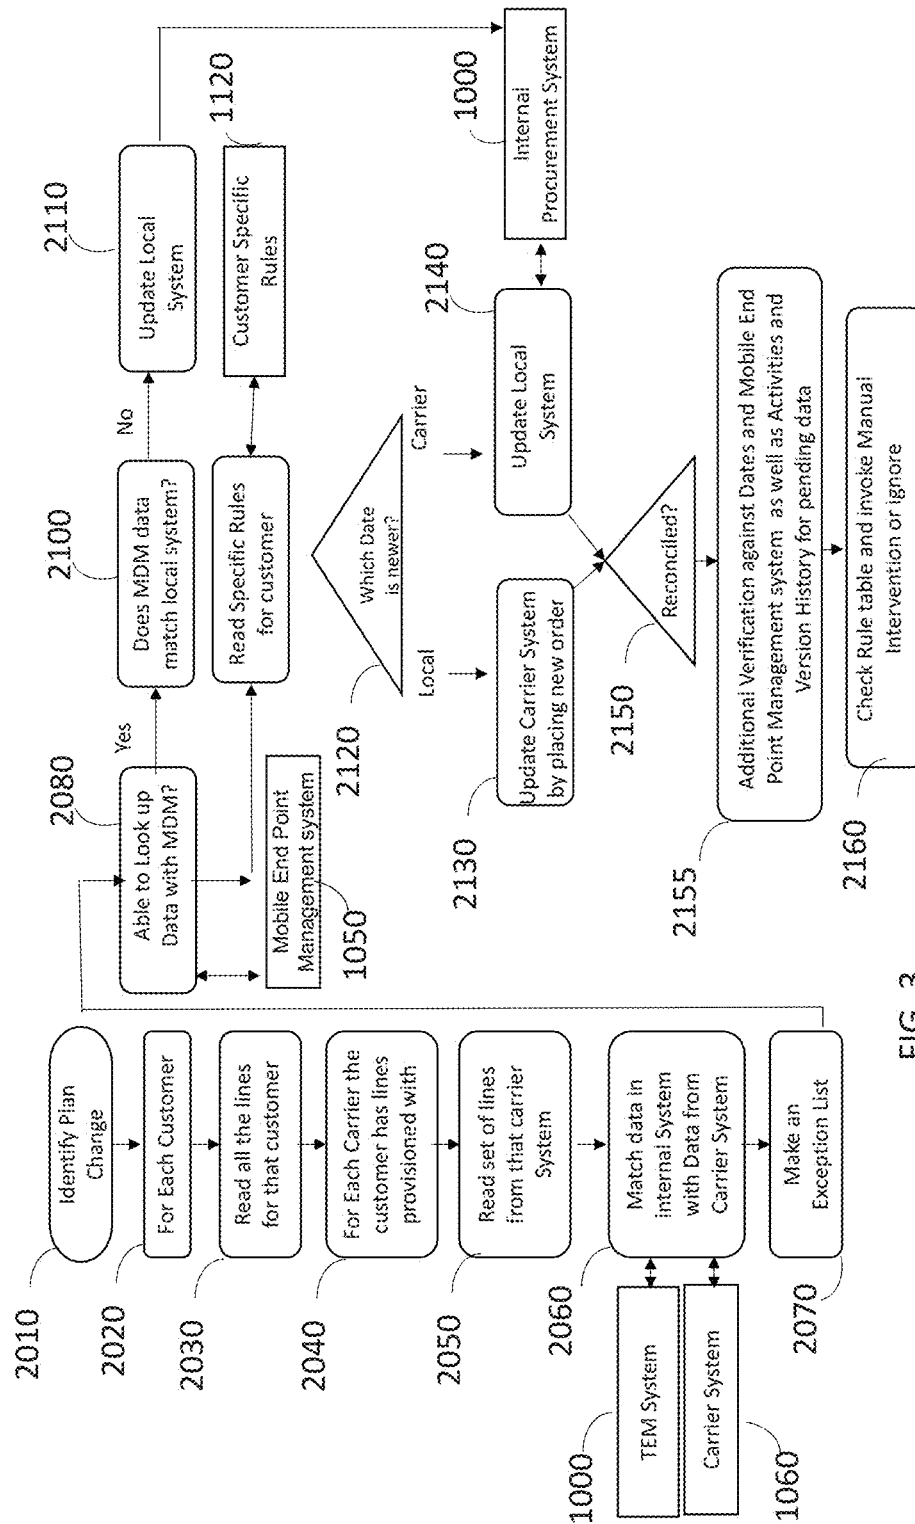 2010
Identify Plan
Change
2020
For Each Customer
2030
Read all the lines
for that customer
2040
For Each Carrier the
customer has lines
provisioned with
2050
Read set of lines
from that carrier
System
2060
Match data in
internal System
with Data from
Carrier System
1000
TEM System
Carrier System
1060
2070
Make an
Exception List
2080
Able to Look up
Data with MDM?
Yes
Mobile End Point
Management system
1050
2100
Does MDM data
match local system?
No
2110
Update Local
System
Read Specific Rules
for customer
Customer Specific
Rules
1120
2120
Which Date
is newer?
Local
Carrier
2130
Update Carrier System
by placing new order
2140
Update Local
System
1000
Internal
Procurement System
2150
Reconciled?
2155
Additional Verification against Dates and Mobile End
Point Management system as well as Activities and
Version History for pending data
2160
Check Rule table and invoke Manual
Intervention or ignore
FIG. 3